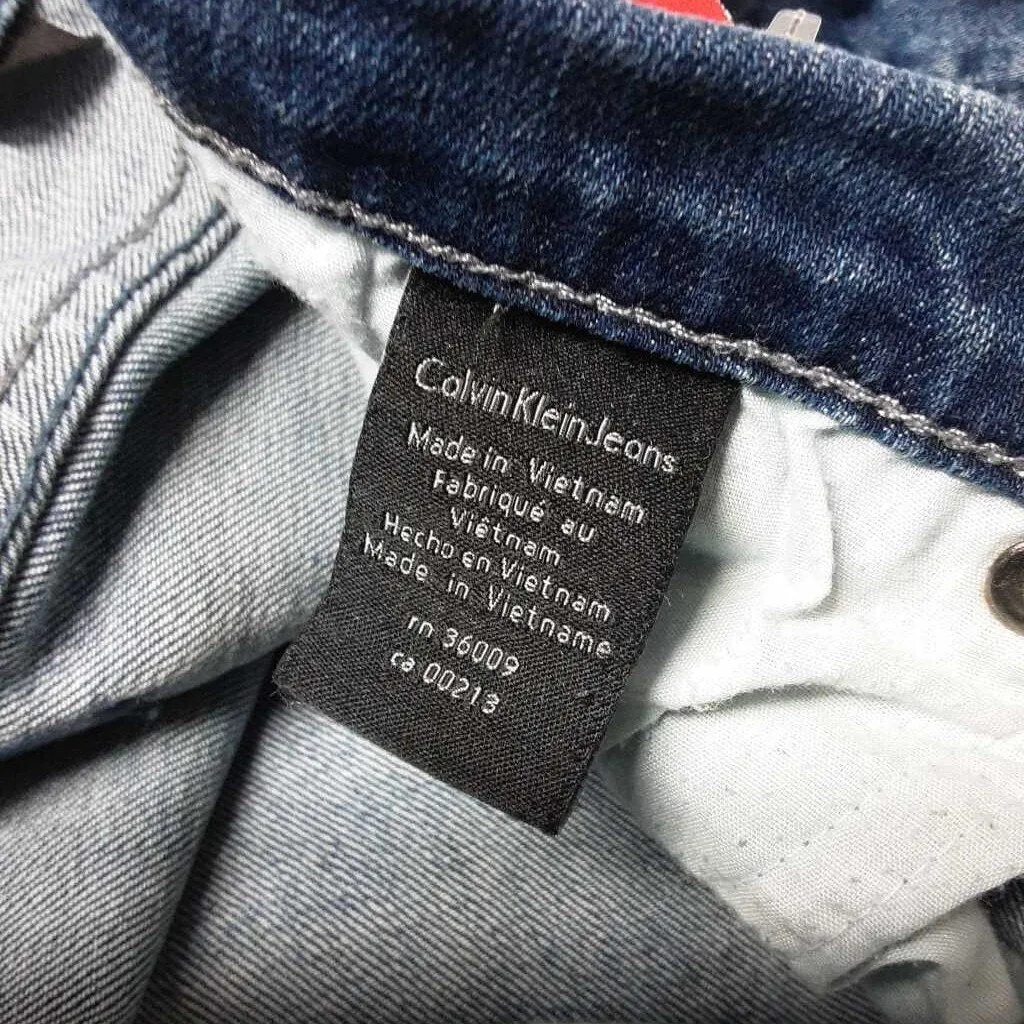 CalvinKleinJeans
Made in Vietnam
Fabriqué au
Viêtnam
Hecho en Vietnam
Made in Vietname
rn 36009
ca 00213